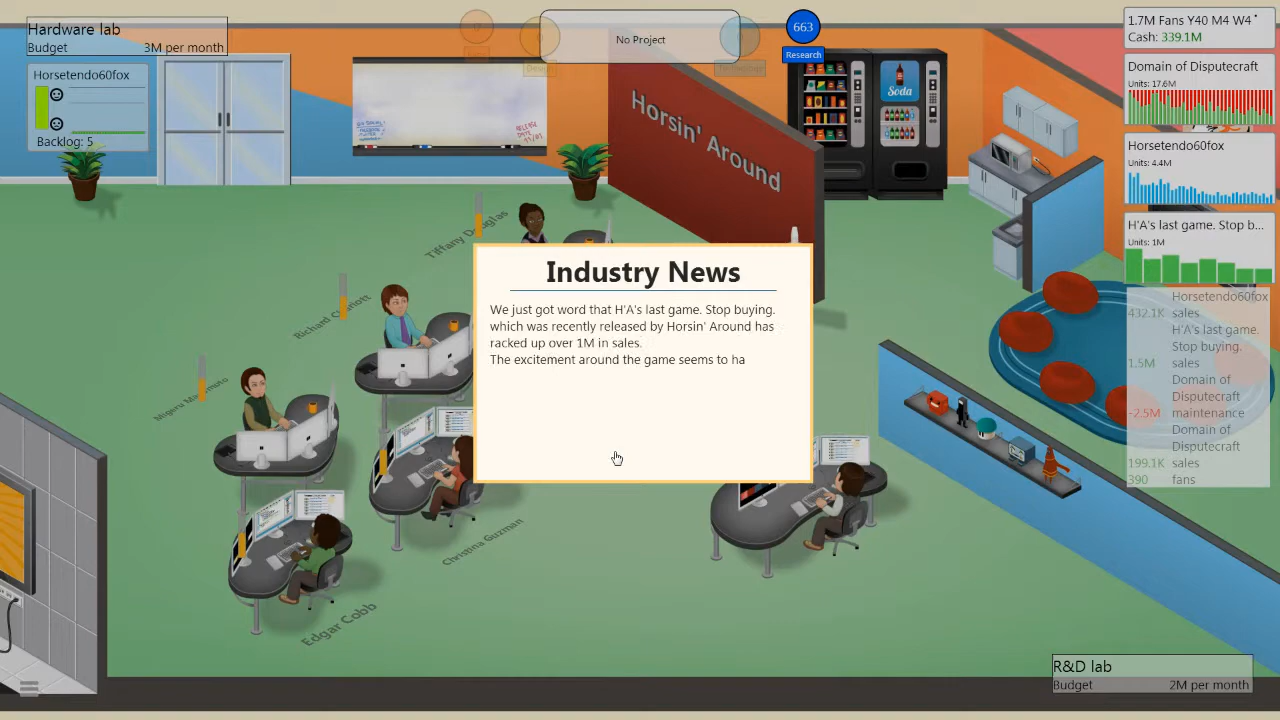 Hardware lab
Budget 3M per month
Horsetendo60fox
Backlog: 5
No Project
663
Research
1.7M Fans Y40 M4 W4
Cash: 339.1M
Domain of Disputecraft
Units: 17.6M
Horsetendo60fox
Units: 4.4M
H'A's last game. Stop b...
Units: 1M
Horsetendo60fox
432.1K sales
H'A's last game.
Stop buying.
1.5M sales
Domain of
Disputecraft
-2.5M maintenance
Domain of
Disputecraft
199.1K sales
390 fans
RELEASE
DATE
Horsin' Around
Soda
Tiffany Douglas
Richard Garriott
Christina Guzman
Edgar Cobb
Industry News
We just got word that H'A's last game. Stop buying.
which was recently released by Horsin' Around has
racked up over 1M in sales.
The excitement around the game seems to ha
R&D lab
Budget 2M per month